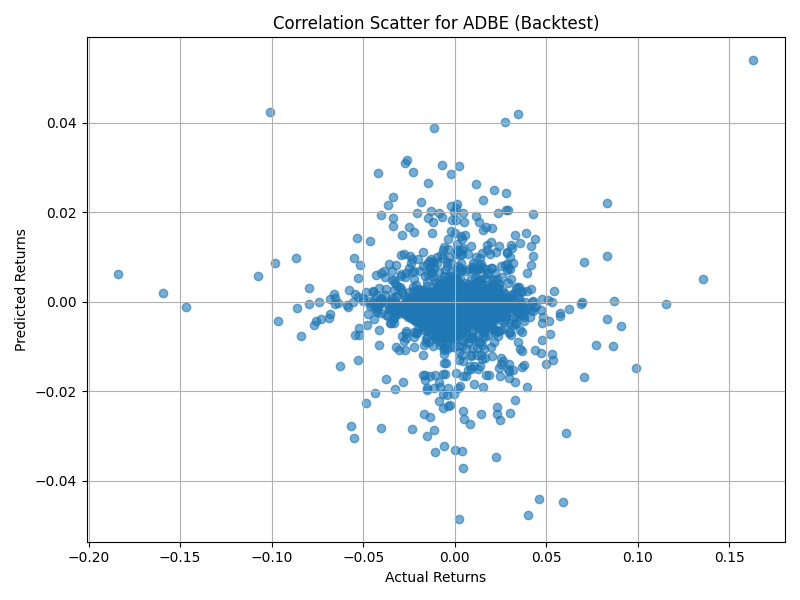 Correlation Scatter for ADBE (Backtest)
Predicted Returns
0.04
0.02
0.00
−0.02
−0.04
−0.20 −0.15 −0.10 −0.05 0.00 0.05 0.10 0.15
Actual Returns